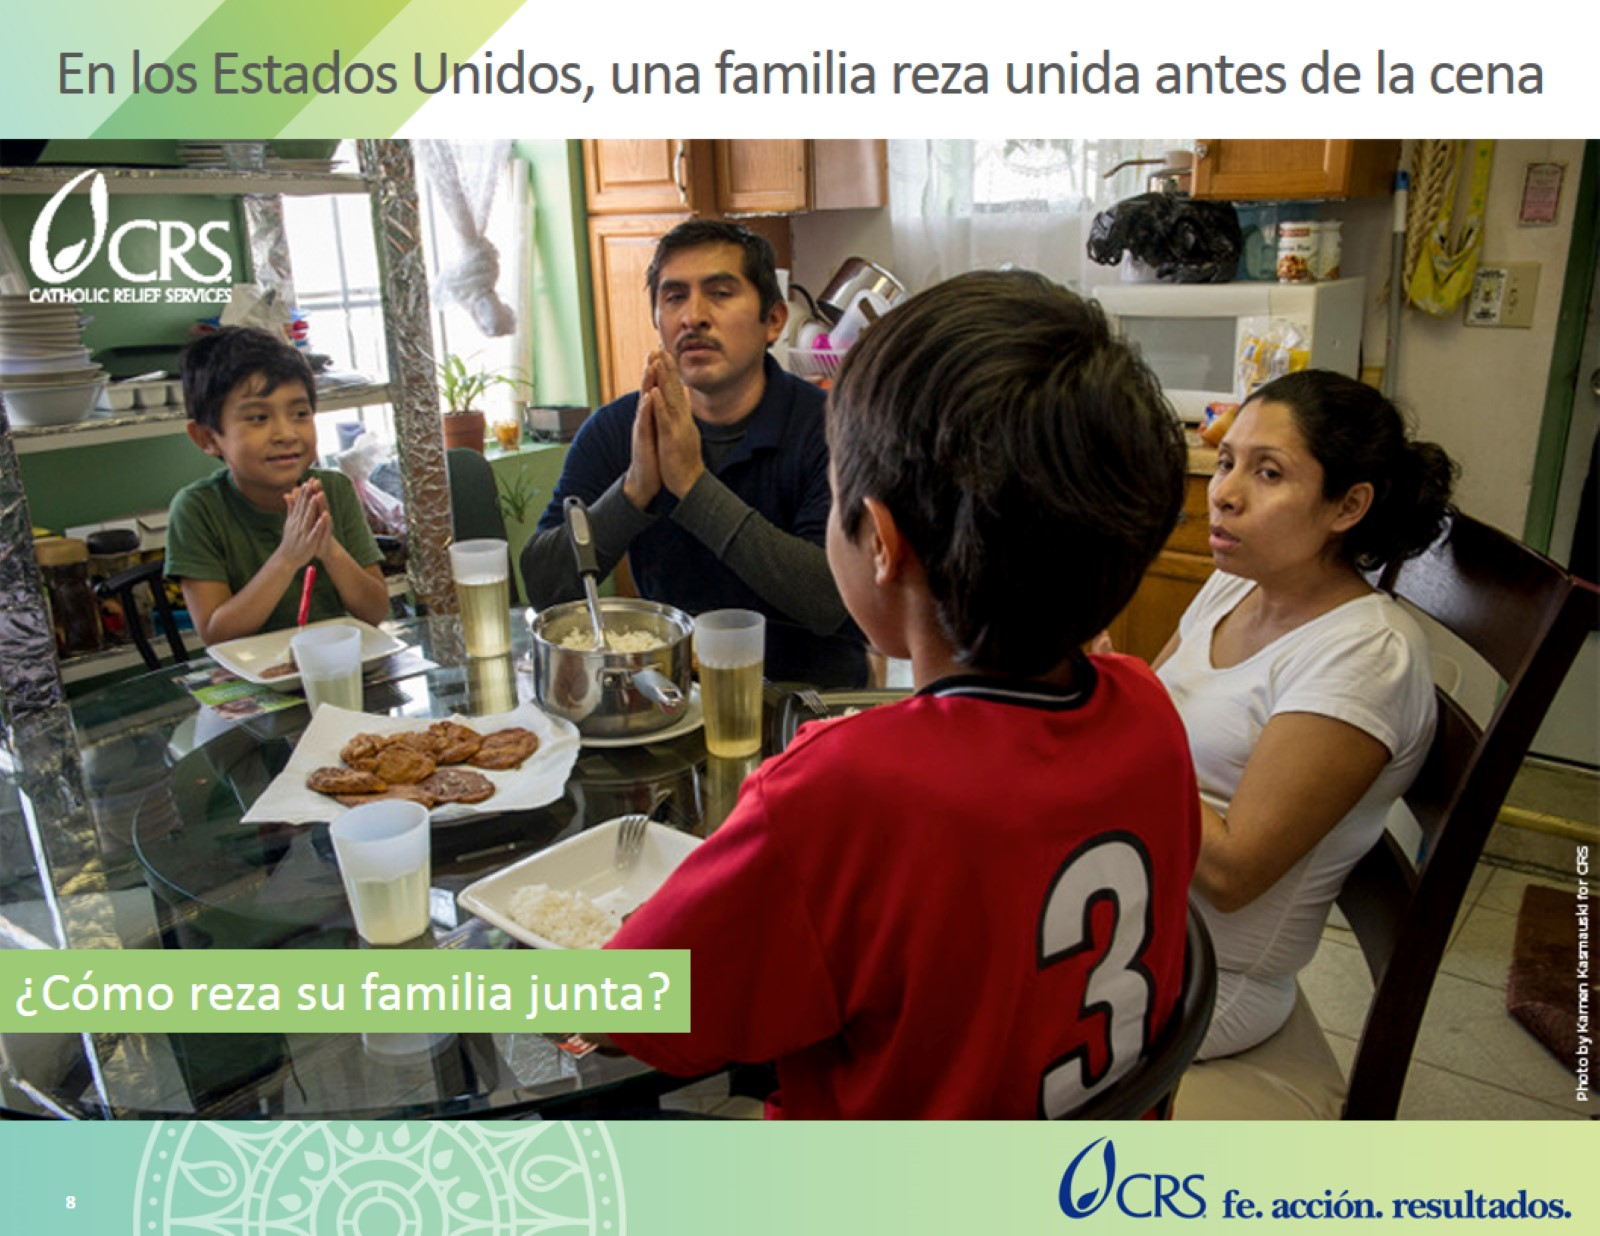 En los Estados Unidos, una familia reza unida antes de la cena
CRS
CATHOLIC RELIEF SERVICES
3
¿Cómo reza su familia junta?
Photo by Karen Kasmauski for CRS
8
CRS fe. acción. resultados.